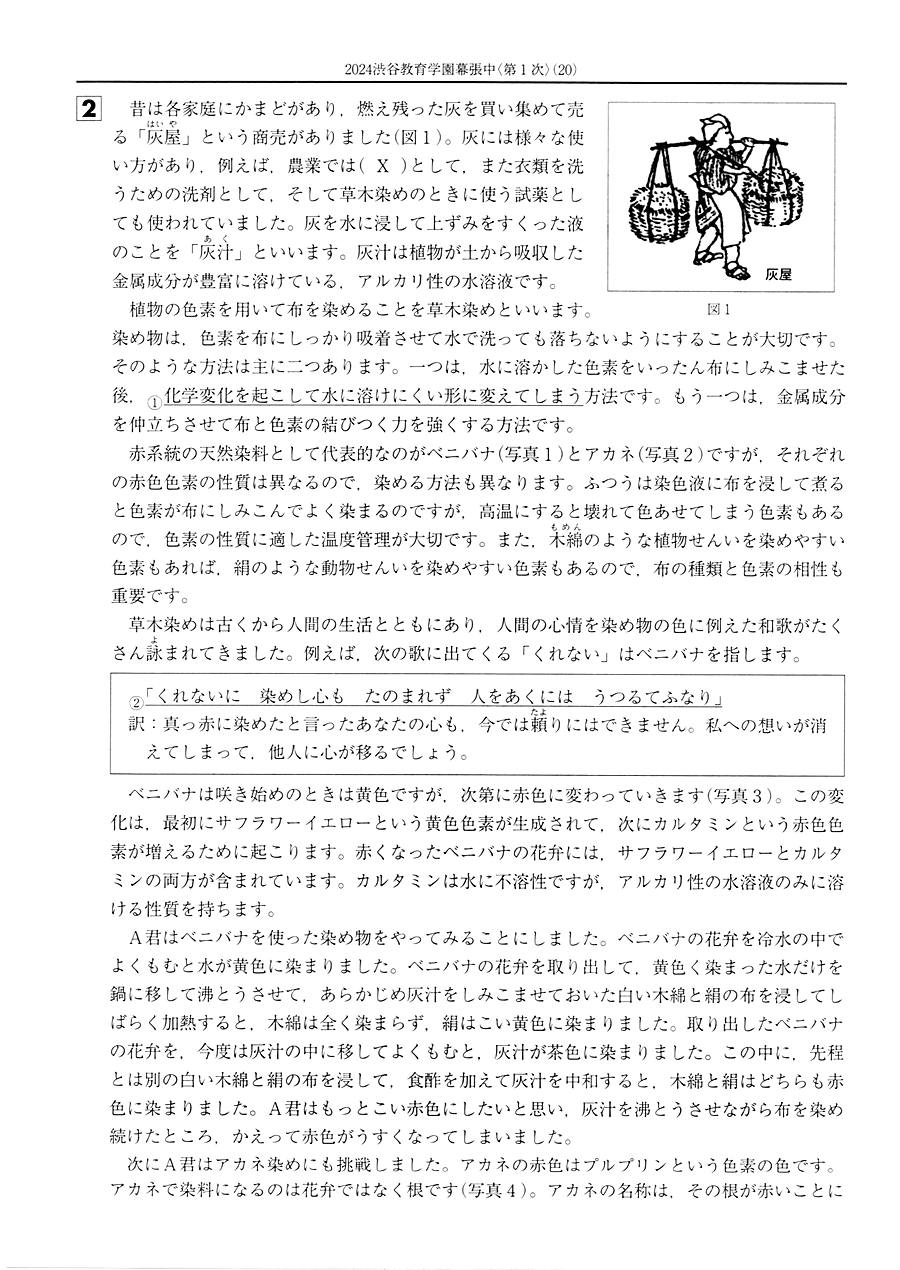 2024渋谷教育学園幕張中〈第1次〉(20)
2 昔は各家庭にかまどがあり，燃え残った灰を買い集めて売
る「灰屋」という商売がありました(図1)。灰には様々な使
い方があり，例えば，農業では( X )として，また衣類を洗
うための洗剤として，そして草木染めのときに使う試薬とし
ても使われていました。灰を水に浸して上ずみをすくった液
のことを「灰汁」といいます。灰汁は植物が土から吸収した
金属成分が豊富に溶けている，アルカリ性の水溶液です。
灰屋
図1
植物の色素を用いて布を染めることを草木染めといいます。
染め物は，色素を布にしっかり吸着させて水で洗っても落ちないようにすることが大切です。
そのような方法は主に二つあります。一つは，水に溶かした色素をいったん布にしみこませた
後，①化学変化を起こして水に溶けにくい形に変えてしまう方法です。もう一つは，金属成分
を仲立ちさせて布と色素の結びつく力を強くする方法です。
赤系統の天然染料として代表的なのがベニバナ(写真1)とアカネ(写真2)ですが，それぞれ
の赤色色素の性質は異なるので，染める方法も異なります。ふつうは染色液に布を浸して煮る
と色素が布にしみこんでよく染まるのですが，高温にすると壊れて色あせてしまう色素もある
ので，色素の性質に適した温度管理が大切です。また，木綿のような植物せんいを染めやすい
色素もあれば，絹のような動物せんいを染めやすい色素もあるので，布の種類と色素の相性も
重要です。
草木染めは古くから人間の生活とともにあり，人間の心情を染め物の色に例えた和歌がたく
さん詠まれてきました。例えば，次の歌に出てくる「くれない」はベニバナを指します。
②「くれないに　染めし心も　たのまれず　人をあくには　うつるてふなり」
訳：真っ赤に染めたと言ったあなたの心も，今では頼りにはできません。私への想いが消
えてしまって，他人に心が移るでしょう。
ベニバナは咲き始めのときは黄色ですが，次第に赤色に変わっていきます(写真3)。この変
化は，最初にサフラワーイエローという黄色色素が生成されて，次にカルタミンという赤色色
素が増えるために起こります。赤くなったベニバナの花弁には，サフラワーイエローとカルタ
ミンの両方が含まれています。カルタミンは水に不溶性ですが，アルカリ性の水溶液のみに溶
ける性質を持ちます。
A君はベニバナを使った染め物をやってみることにしました。ベニバナの花弁を冷水の中で
よくもむと水が黄色に染まりました。ベニバナの花弁を取り出して，黄色く染まった水だけを
鍋に移して沸とうさせて，あらかじめ灰汁をしみこませておいた白い木綿と絹の布を浸してし
ばらく加熱すると，木綿は全く染まらず，絹はこい黄色に染まりました。取り出したベニバナ
の花弁を，今度は灰汁の中に移してよくもむと，灰汁が茶色に染まりました。この中に，先程
とは別の白い木綿と絹の布を浸して，食酢を加えて灰汁を中和すると，木綿と絹はどちらも赤
色に染まりました。A君はもっとこい赤色にしたいと思い，灰汁を沸とうさせながら布を染め
続けたところ，かえって赤色がうすくなってしまいました。
次にA君はアカネ染めにも挑戦しました。アカネの赤色はプルプリンという色素の色です。
アカネで染料になるのは花弁ではなく根です(写真4)。アカネの名称は，その根が赤いことに